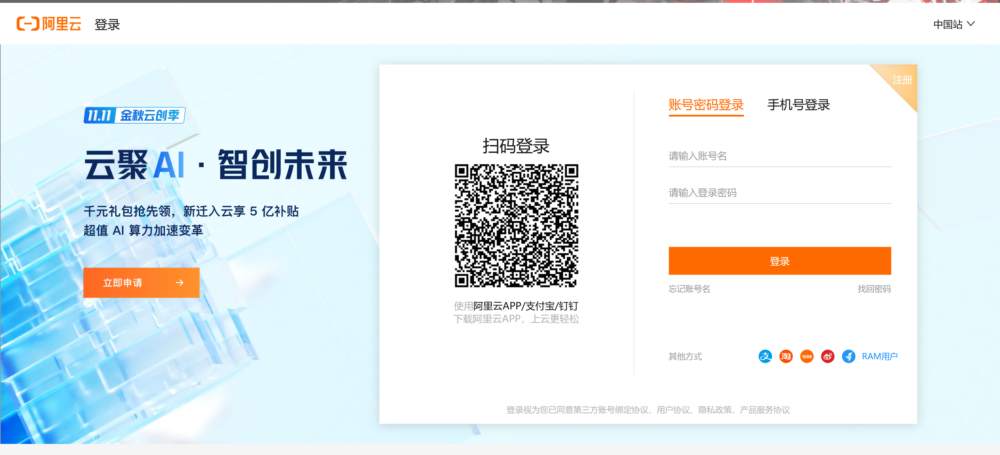 阿里云 登录
中国站
11.11 金秋云创季
云聚AI · 智创未来
千元礼包抢先领，新迁入云享 5 亿补贴
超值 AI 算力加速变革
立即申请 →
扫码登录
使用阿里云APP/支付宝/钉钉
下载阿里云APP，上云更轻松
注册
账号密码登录 手机号登录
请输入账号名
请输入登录密码
登录
忘记账号名 找回密码
其他方式 支 淘 1688 RAM用户
登录视为您已同意第三方账号绑定协议、用户协议、隐私政策、产品服务协议